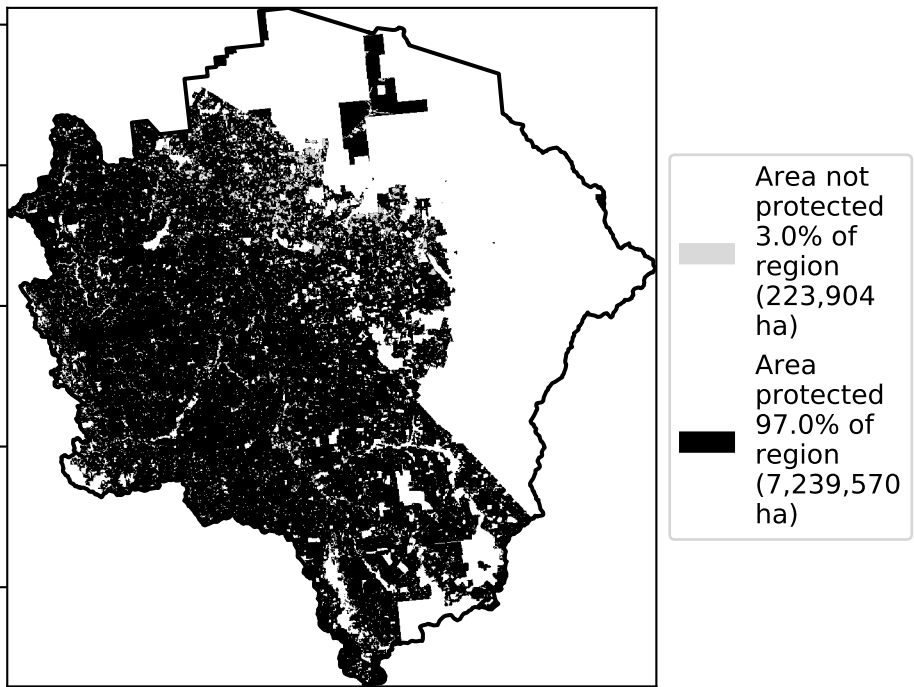 Area not
protected
3.0% of
region
(223,904
ha)
Area
protected
97.0% of
region
(7,239,570
ha)